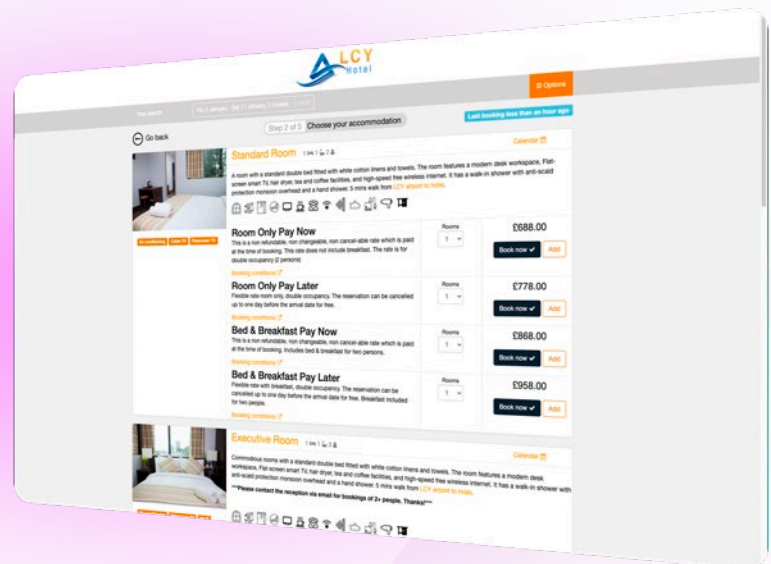 LCY
Hotel
Options
Your search
Last booking less than an hour ago
Go back
Step 2 of 5 Choose your accommodation
Standard Room
Calendar
A room with a standard double bed fitted with white cotton linens and towels. The room features a modern desk workspace, Flat-
screen smart TV, hair dryer, tea and coffee facilities, and high-speed free wireless internet. It has a walk-in shower with anti-scald
protection monsoon overhead and a hand shower. 5 mins walk from LCY airport to hotel.
Air conditioning
Room Only Pay Now
This is a non refundable, non changeable, non cancel-able rate which is paid
at the time of booking. This rate does not include breakfast. The rate is for
double occupancy (2 persons)
Booking conditions
Rooms
1
£688.00
Book now
Add
Room Only Pay Later
Flexible rate room only, double occupancy. The reservation can be cancelled
up to one day before the arrival date for free.
Booking conditions
Rooms
1
£778.00
Book now
Add
Bed & Breakfast Pay Now
This is a non refundable, non changeable, non cancel-able rate which is paid
at the time of booking. Includes bed & breakfast for two persons.
Booking conditions
Rooms
1
£868.00
Book now
Add
Bed & Breakfast Pay Later
Flexible rate with breakfast, double occupancy. The reservation can be
cancelled up to one day before the arrival date for free. Breakfast included
for two people.
Booking conditions
Rooms
1
£958.00
Book now
Add
Executive Room
Calendar
Commodious rooms with a standard double bed fitted with white cotton linens and towels. The room features a modern desk
workspace, Flat-screen smart TV, hair dryer, tea and coffee facilities, and high-speed free wireless internet. It has a walk-in shower with
anti-scald protection monsoon overhead and a hand shower. 5 mins walk from LCY airport to hotel.
***Please contact the reception via email for bookings of 2+ people. Thanks!***